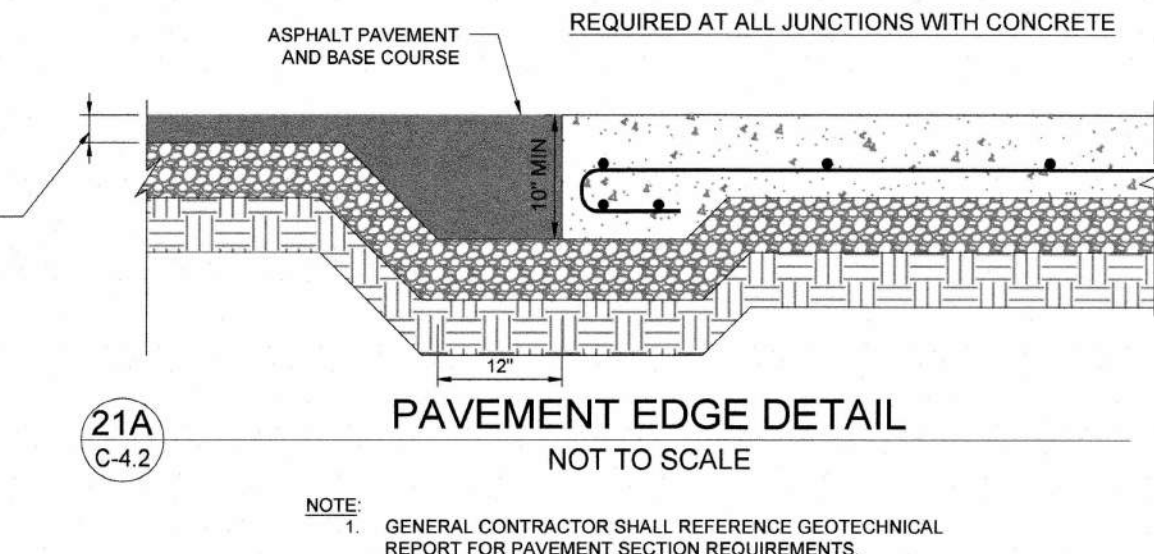 REQUIRED AT ALL JUNCTIONS WITH CONCRETE
ASPHALT PAVEMENT
AND BASE COURSE
10" MIN
12"
21A
C-4.2
PAVEMENT EDGE DETAIL
NOT TO SCALE
NOTE:
1. GENERAL CONTRACTOR SHALL REFERENCE GEOTECHNICAL
REPORT FOR PAVEMENT SECTION REQUIREMENTS.